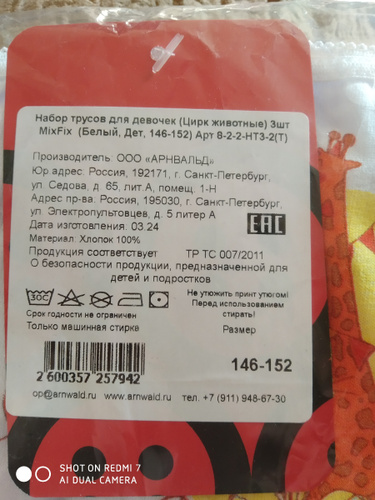 Набор трусов для девочек (Цирк животные) 3шт
MixFix (Белый, Дет, 146-152) Арт 8-2-2-НТ3-2(Т)
Производитель: ООО «АРНВАЛЬД»
Юр.адрес: Россия, 192171, г. Санкт-Петербург,
ул. Седова, д. 65, лит.А, помещ. 1-Н
Адрес пр-ва: Россия, 195030, г. Санкт-Петербург,
ул. Электропультовцев, д. 5 литер А
Дата изготовления: 03.24
EAC
Материал: Хлопок 100%
Продукция соответствует ТР ТС 007/2011
О безопасности продукции, предназначенной для
детей и подростков
30С
Не утюжить принт утюгом!
Перед использованием
стирать!
Срок годности не ограничен
Только машинная стирка
Размер
146-152
2 600357 257942
op@arnwald.ru www.arnwald.ru тел. +7 (911) 948-67-30
SHOT ON REDMI 7
AI DUAL CAMERA